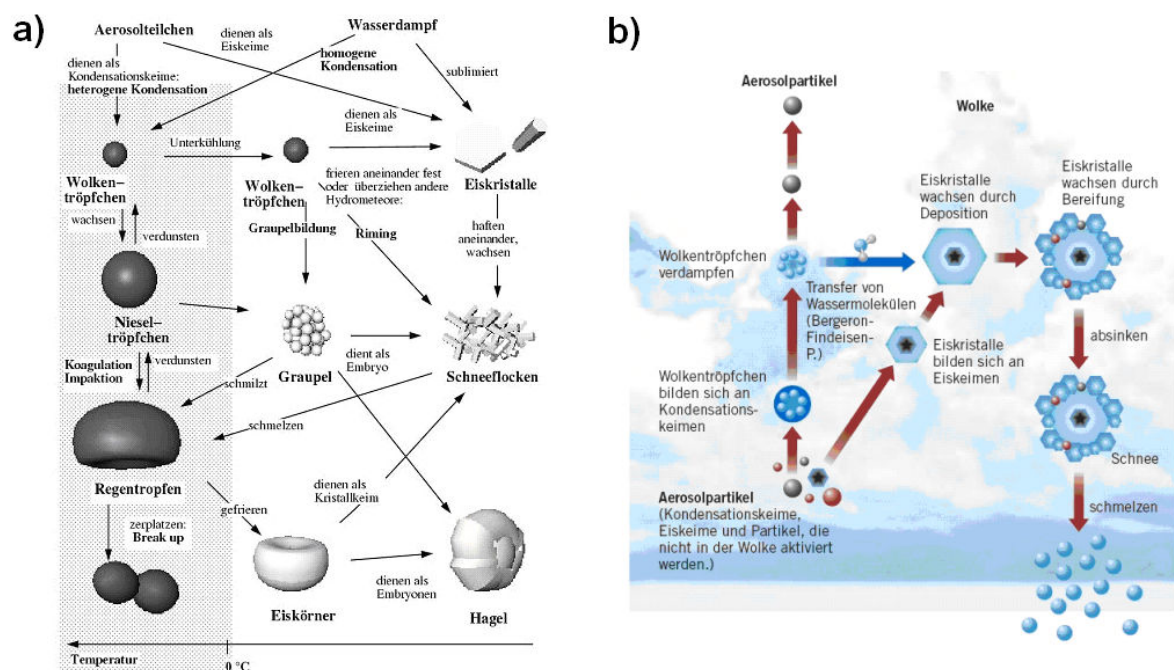 a)
Aerosolteilchen
Wasserdampf
dienen als
Eiskeime
dienen als
Kondensationskeime:
heterogene Kondensation
homogene
Kondensation
sublimiert
dienen als
Eiskeime
Unterkühlung
Wolken-
tröpfchen
Wolken-
tröpfchen
frieren aneinander fest
oder überziehen andere
Hydrometeore:
Eiskristalle
wachsen
verdunsten
Graupelbildung
Riming
haften
aneinander,
wachsen
Niesel-
tröpfchen
Koagulation
Impaktion
verdunsten
schmilzt
Graupel
dient als
Embryo
Schneeflocken
schmelzen
Regentropfen
gefrieren
dienen als
Kristallkeim
zerplatzen:
Break up
Eiskörner
dienen als
Embryonen
Hagel
Temperatur
0 °C
b)
Aerosolpartikel
Wolke
Eiskristalle
wachsen durch
Deposition
Eiskristalle
wachsen durch
Bereifung
Wolkentröpfchen
verdampfen
Transfer von
Wassermolekülen
(Bergeron-
Findeisen-
P.)
Eiskristalle
bilden sich an
Eiskeimen
absinken
Wolkentröpfchen
bilden sich an
Kondensations-
keimen
Schnee
Aerosolpartikel
(Kondensationskeime,
Eiskeime und Partikel, die
nicht in der Wolke aktiviert
werden.)
schmelzen